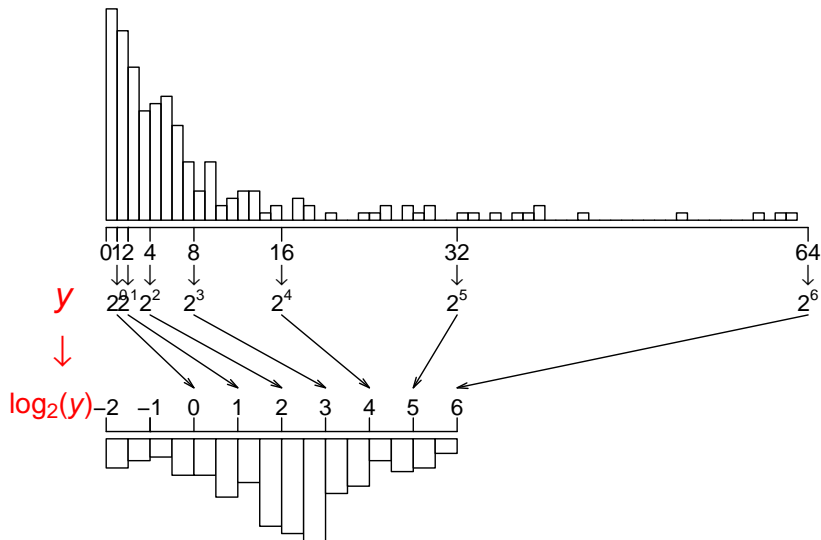 0 1 2 4 8 16 32 64
↓ ↓ ↓ ↓ ↓ ↓ ↓
y 2⁰ 2¹ 2² 2³ 2⁴ 2⁵ 2⁶
↓
log₂(y) −2 −1 0 1 2 3 4 5 6